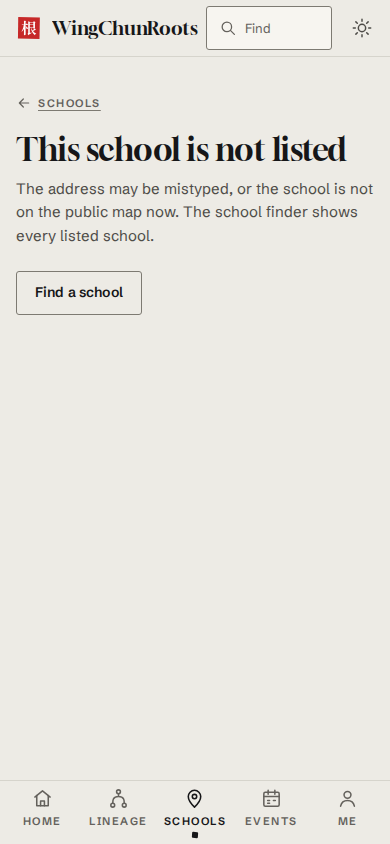 根 WingChunRoots Find
SCHOOLS
This school is not listed
The address may be mistyped, or the school is not
on the public map now. The school finder shows
every listed school.
Find a school
HOME LINEAGE SCHOOLS EVENTS ME